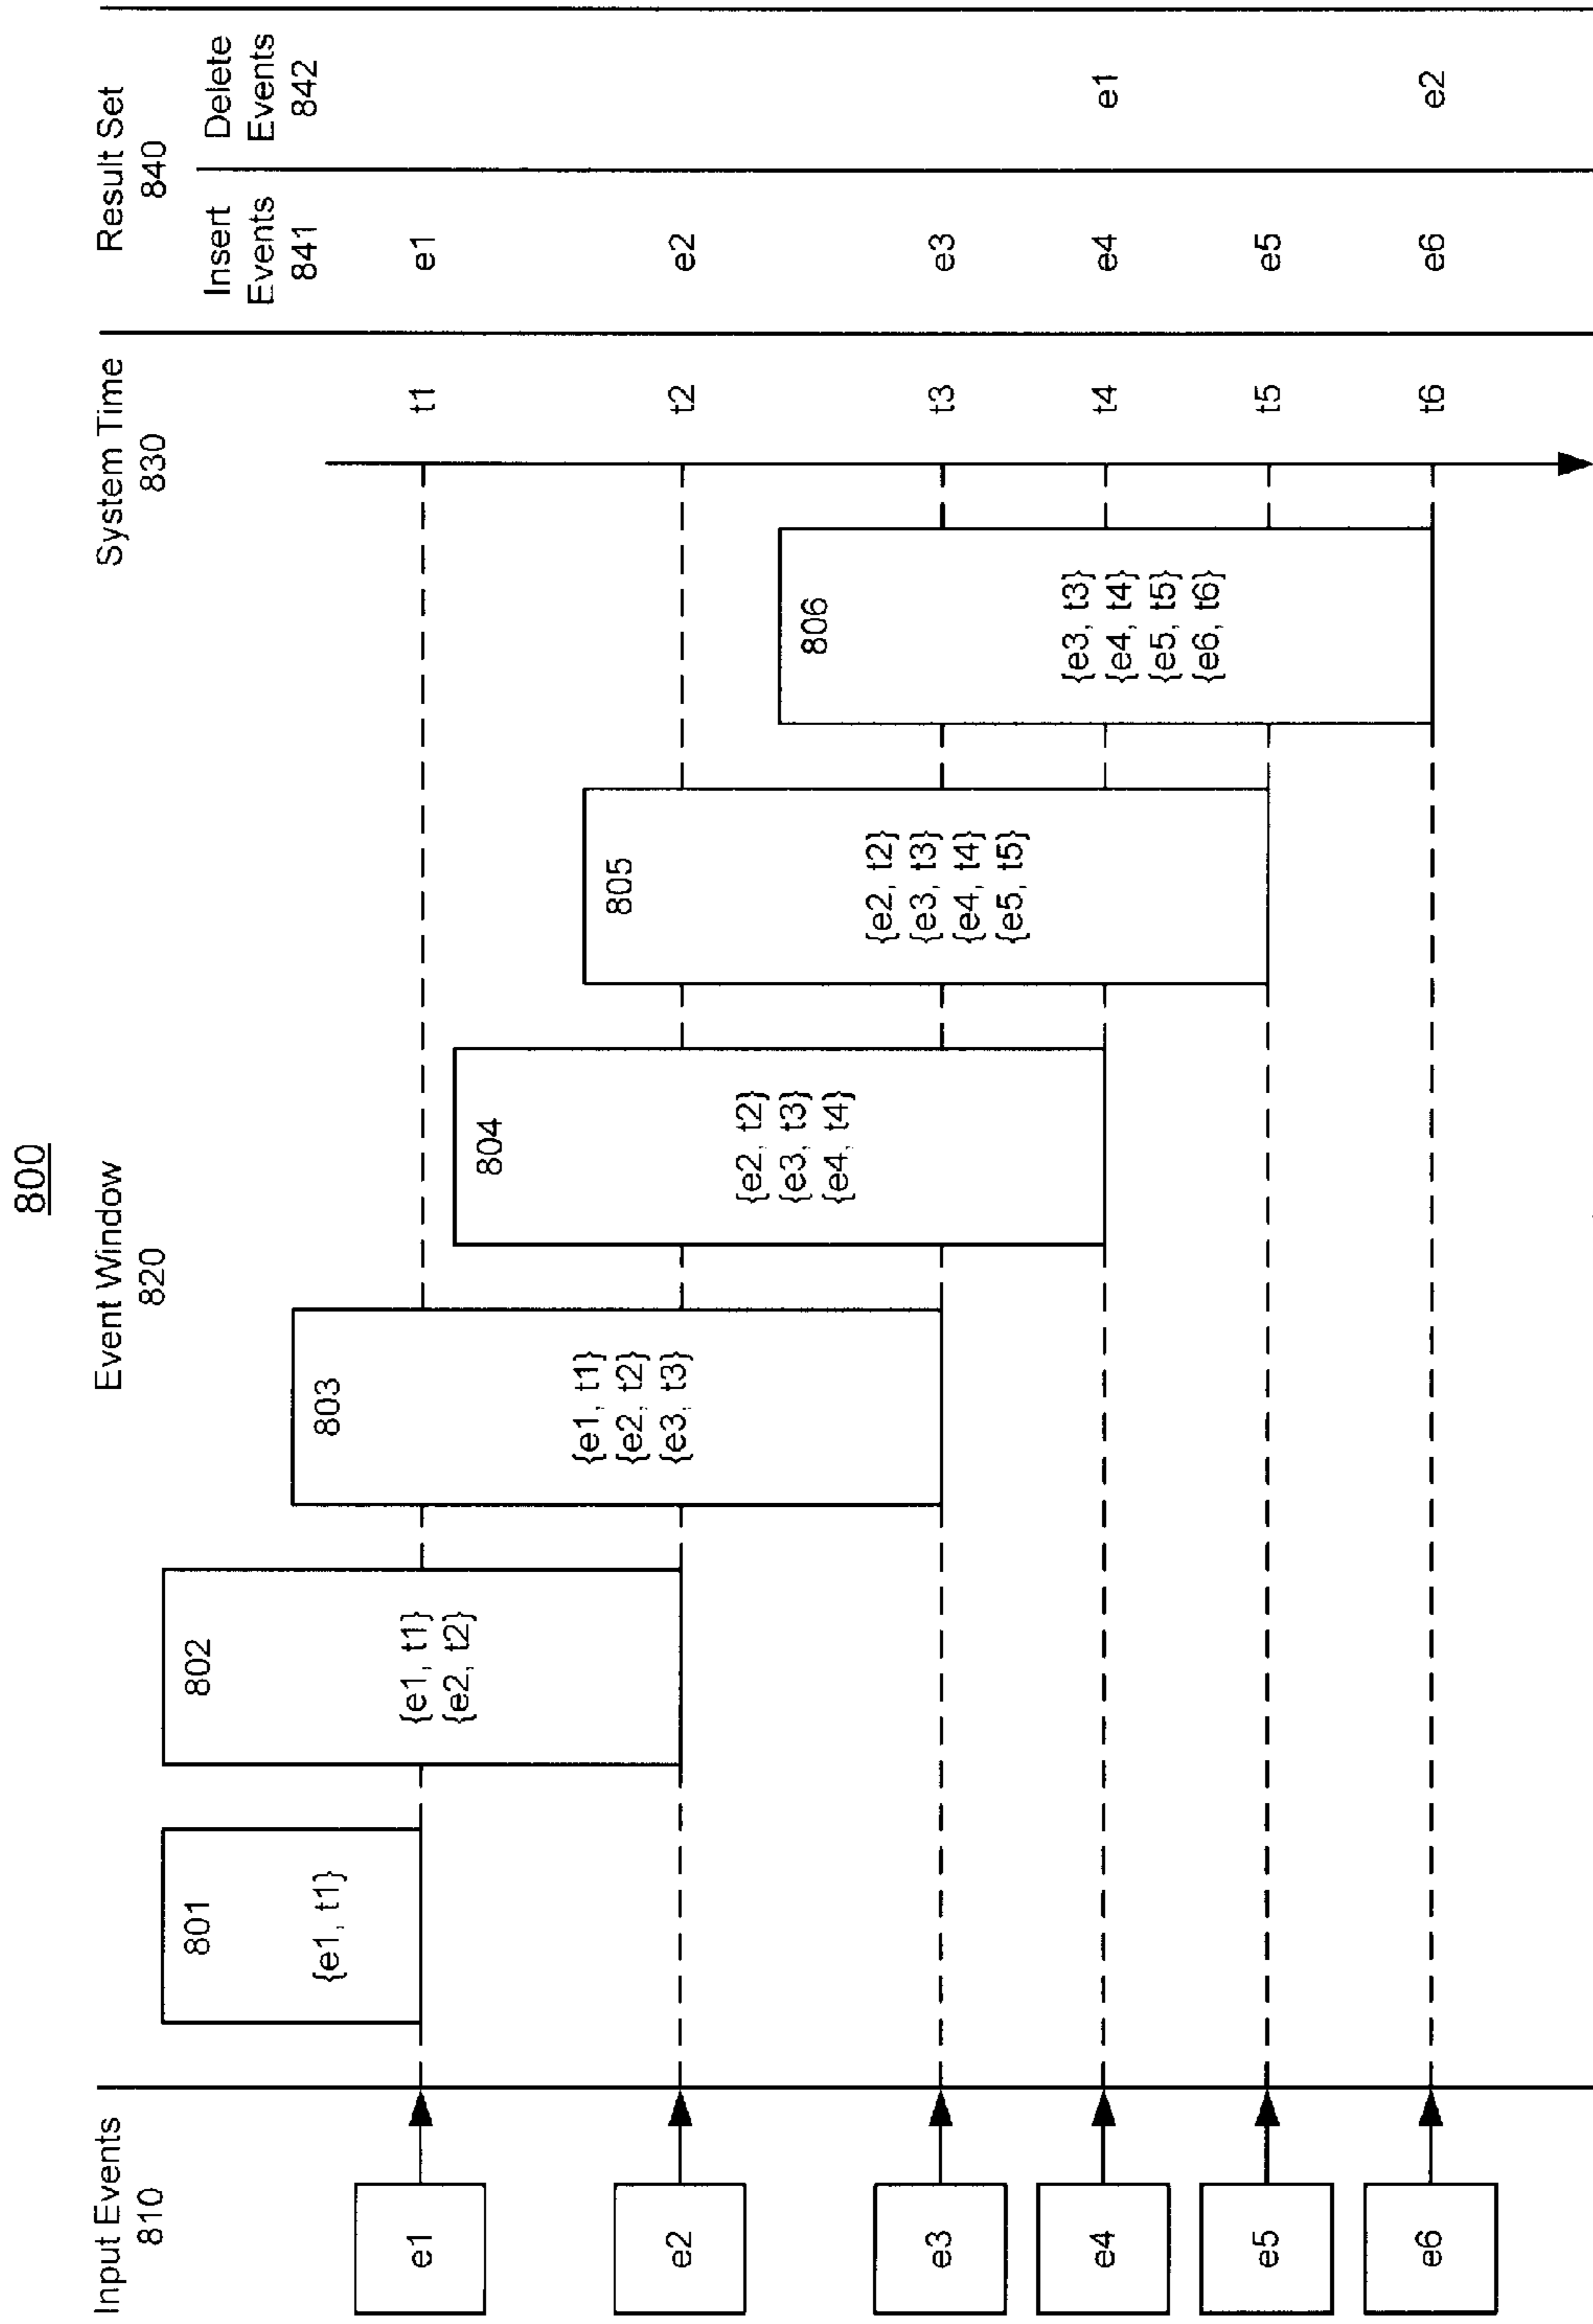 800
Input Events
810
Event Window
820
System Time
830
Result Set
840
Insert
Events
841
Delete
Events
842
801
{e1, t1}
802
{e1, t1}
{e2, t2}
803
{e1, t1}
{e2, t2}
{e3, t3}
804
{e2, t2}
{e3, t3}
{e4, t4}
805
{e2, t2}
{e3, t3}
{e4, t4}
{e5, t5}
806
{e3, t3}
{e4, t4}
{e5, t5}
{e6, t6}
e1 t1 e1
e2 t2 e2
e3 t3 e3
e4 t4 e4 e1
e5 t5 e5
e6 t6 e6 e2